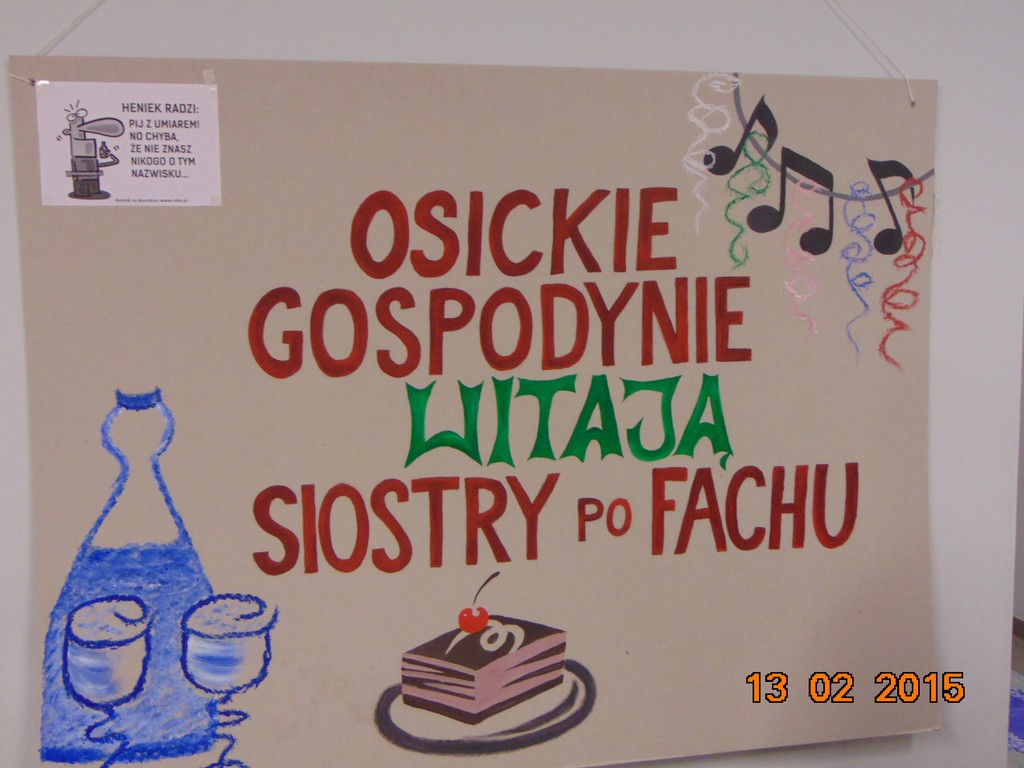 HENIEK RADZI:
PIJ Z UMIAREM!
NO CHYBA,
ŻE NIE ZNASZ
NIKOGO O TYM
NAZWISKU...
OSICKIE
GOSPODYNIE
WITAJĄ
SIOSTRY PO FACHU
13 02 2015